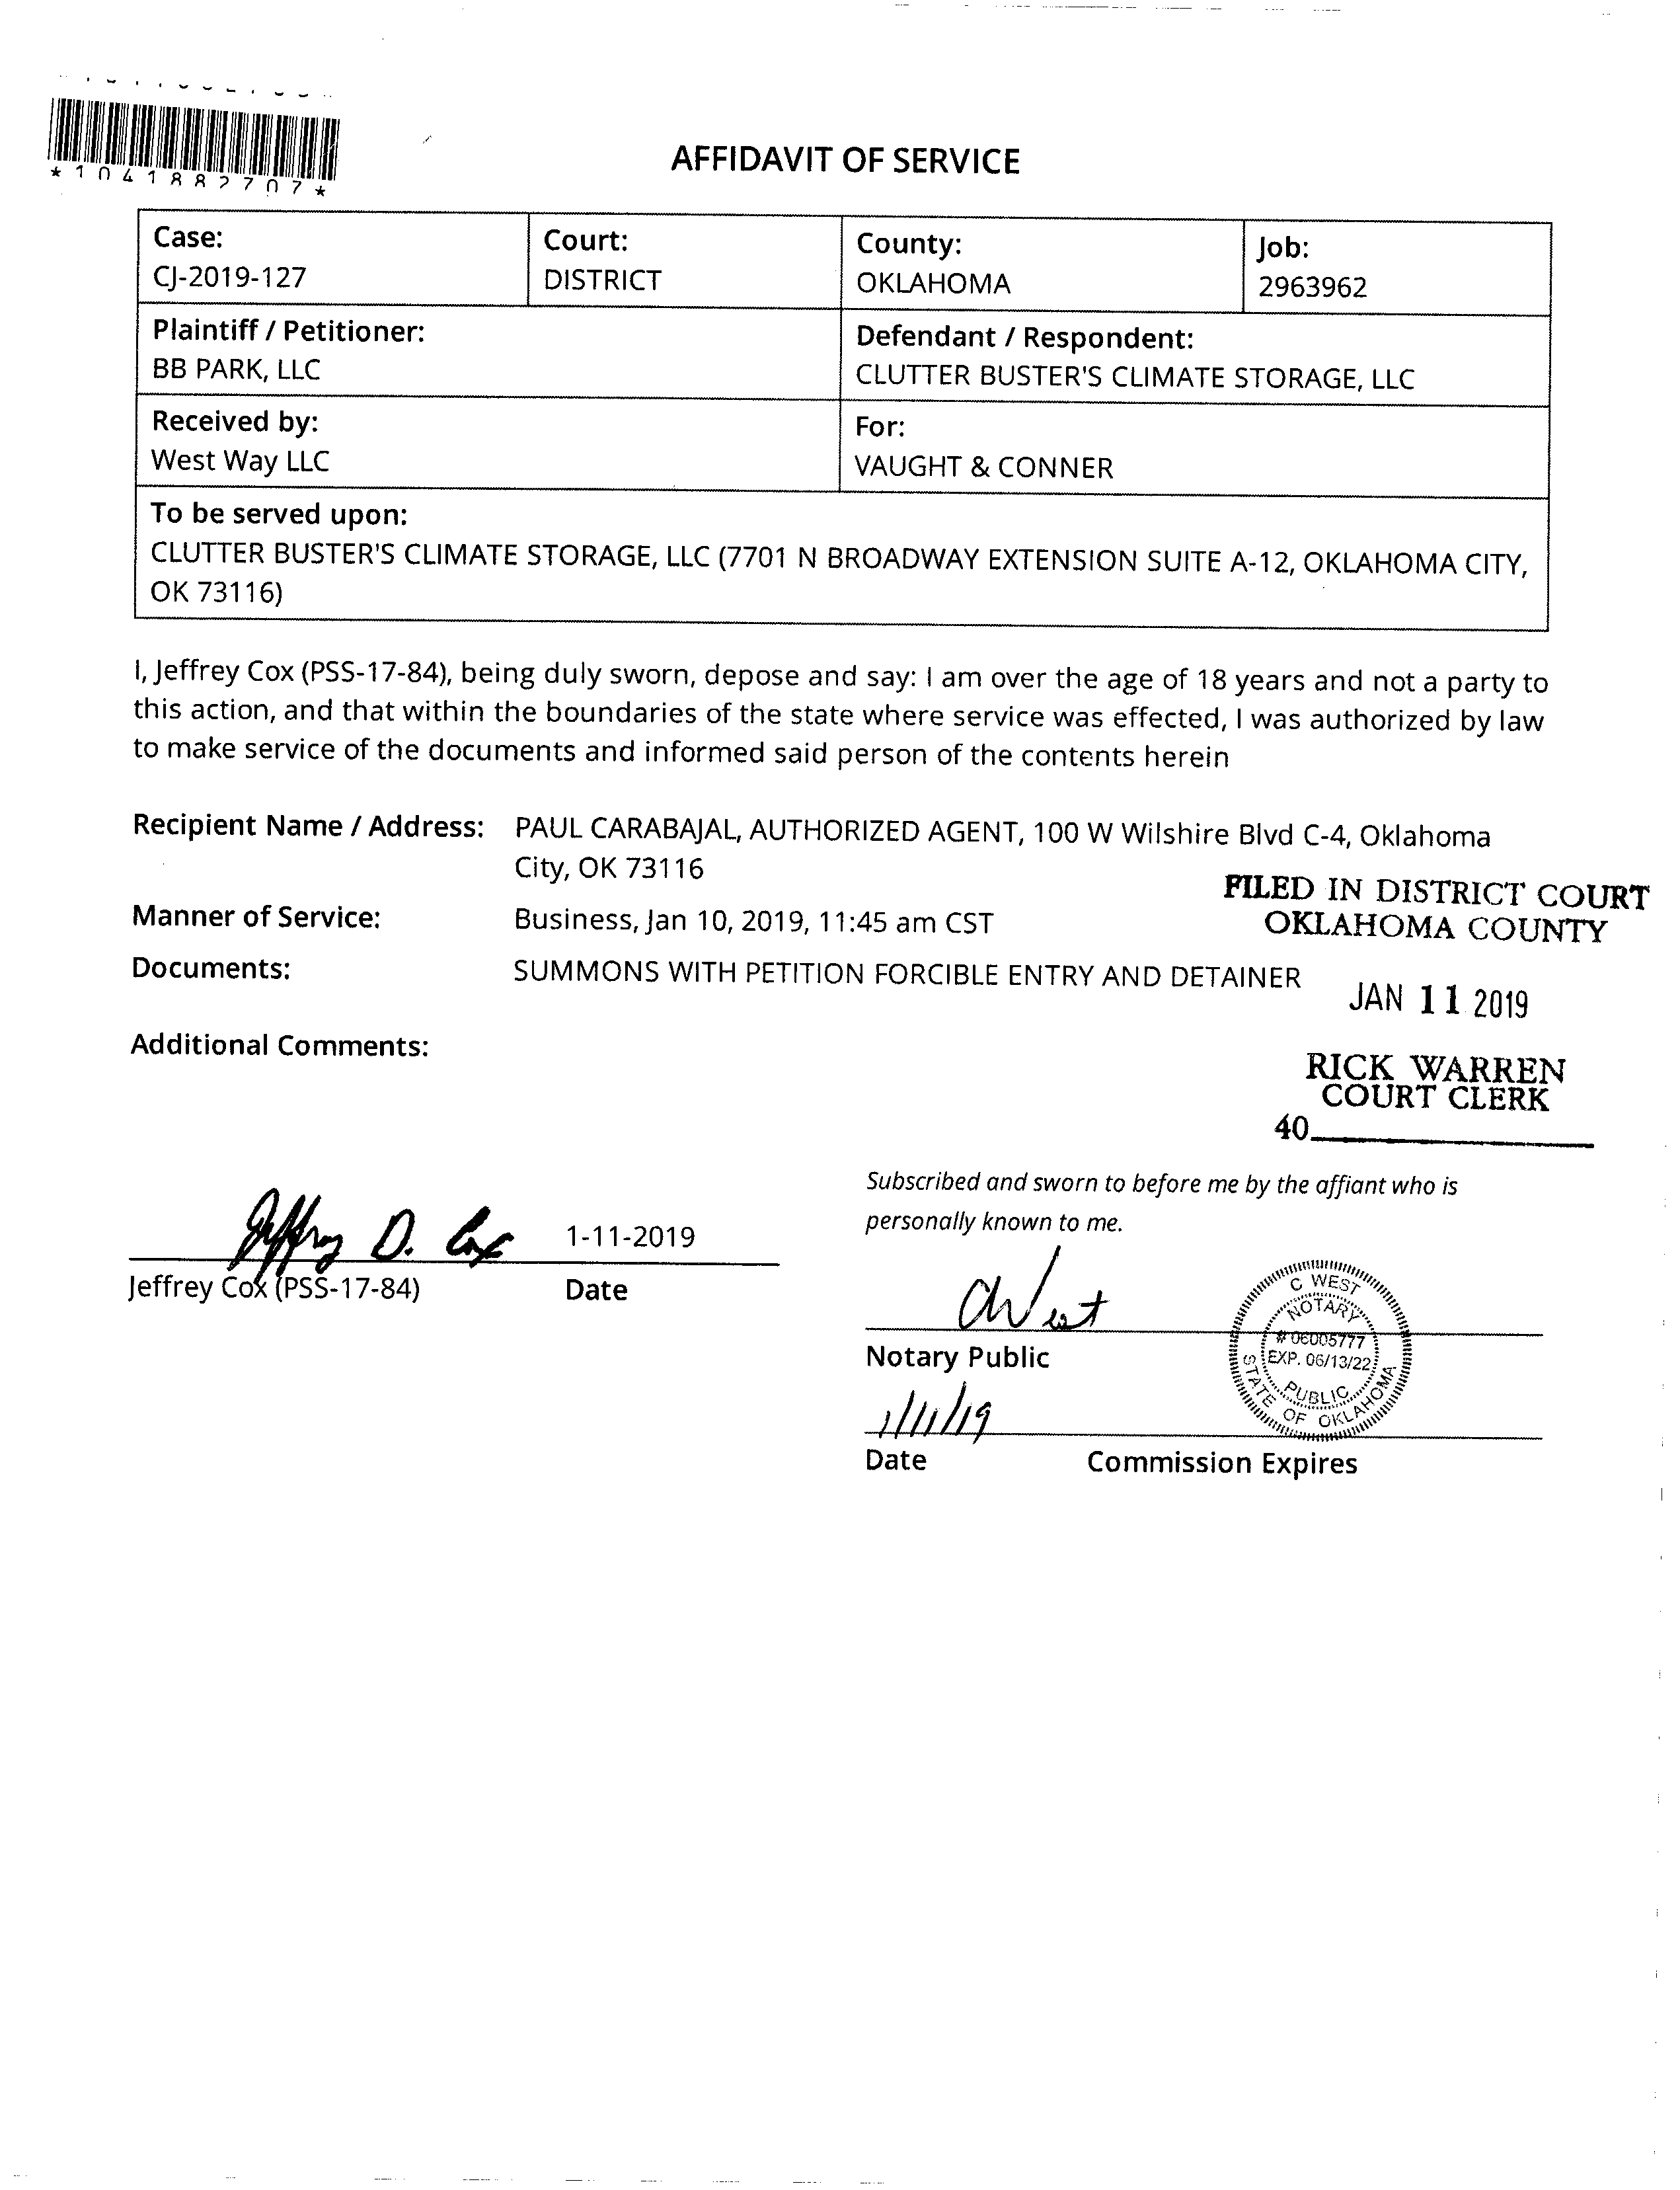 *1041882707*
AFFIDAVIT OF SERVICE
Case:
CJ-2019-127
Court:
DISTRICT
County:
OKLAHOMA
Job:
2963962
Plaintiff / Petitioner:
BB PARK, LLC
Defendant / Respondent:
CLUTTER BUSTER'S CLIMATE STORAGE, LLC
Received by:
West Way LLC
For:
VAUGHT & CONNER
To be served upon:
CLUTTER BUSTER'S CLIMATE STORAGE, LLC (7701 N BROADWAY EXTENSION SUITE A-12, OKLAHOMA CITY,
OK 73116)
I, Jeffrey Cox (PSS-17-84), being duly sworn, depose and say: I am over the age of 18 years and not a party to
this action, and that within the boundaries of the state where service was effected, I was authorized by law
to make service of the documents and informed said person of the contents herein
Recipient Name / Address: PAUL CARABAJAL, AUTHORIZED AGENT, 100 W Wilshire Blvd C-4, Oklahoma
City, OK 73116
FILED IN DISTRICT COURT
OKLAHOMA COUNTY
Manner of Service: Business, Jan 10, 2019, 11:45 am CST
Documents: SUMMONS WITH PETITION FORCIBLE ENTRY AND DETAINER
JAN 11 2019
Additional Comments:
RICK WARREN
COURT CLERK
40
Subscribed and sworn to before me by the affiant who is
personally known to me.
Jeffrey D. Cox 1-11-2019
Jeffrey Cox (PSS-17-84) Date
C West
Notary Public
C WEST
NOTARY
# 06005777
EXP. 06/13/22
PUBLIC
STATE OF OKLAHOMA
1/11/19
Date Commission Expires